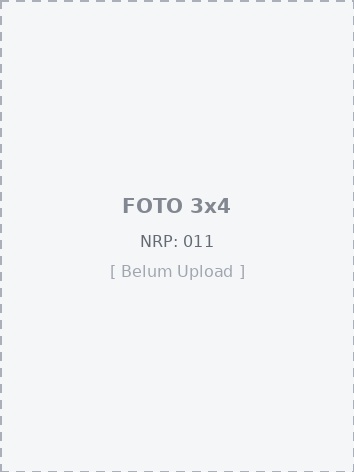 FOTO 3x4
NRP: 011
[ Belum Upload ]